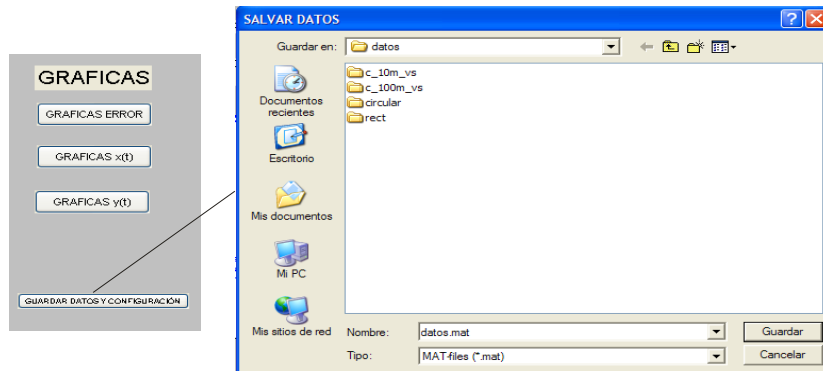 GRAFICAS
GRAFICAS ERROR
GRAFICAS x(t)
GRAFICAS y(t)
GUARDAR DATOS Y CONFIGURACIÓN
SALVAR DATOS
Guardar en:
datos
Documentos
recientes
Escritorio
Mis documentos
Mi PC
Mis sitios de red
c_10m_vs
c_100m_vs
circular
rect
Nombre:
datos.mat
Guardar
Tipo:
MAT-files (*.mat)
Cancelar